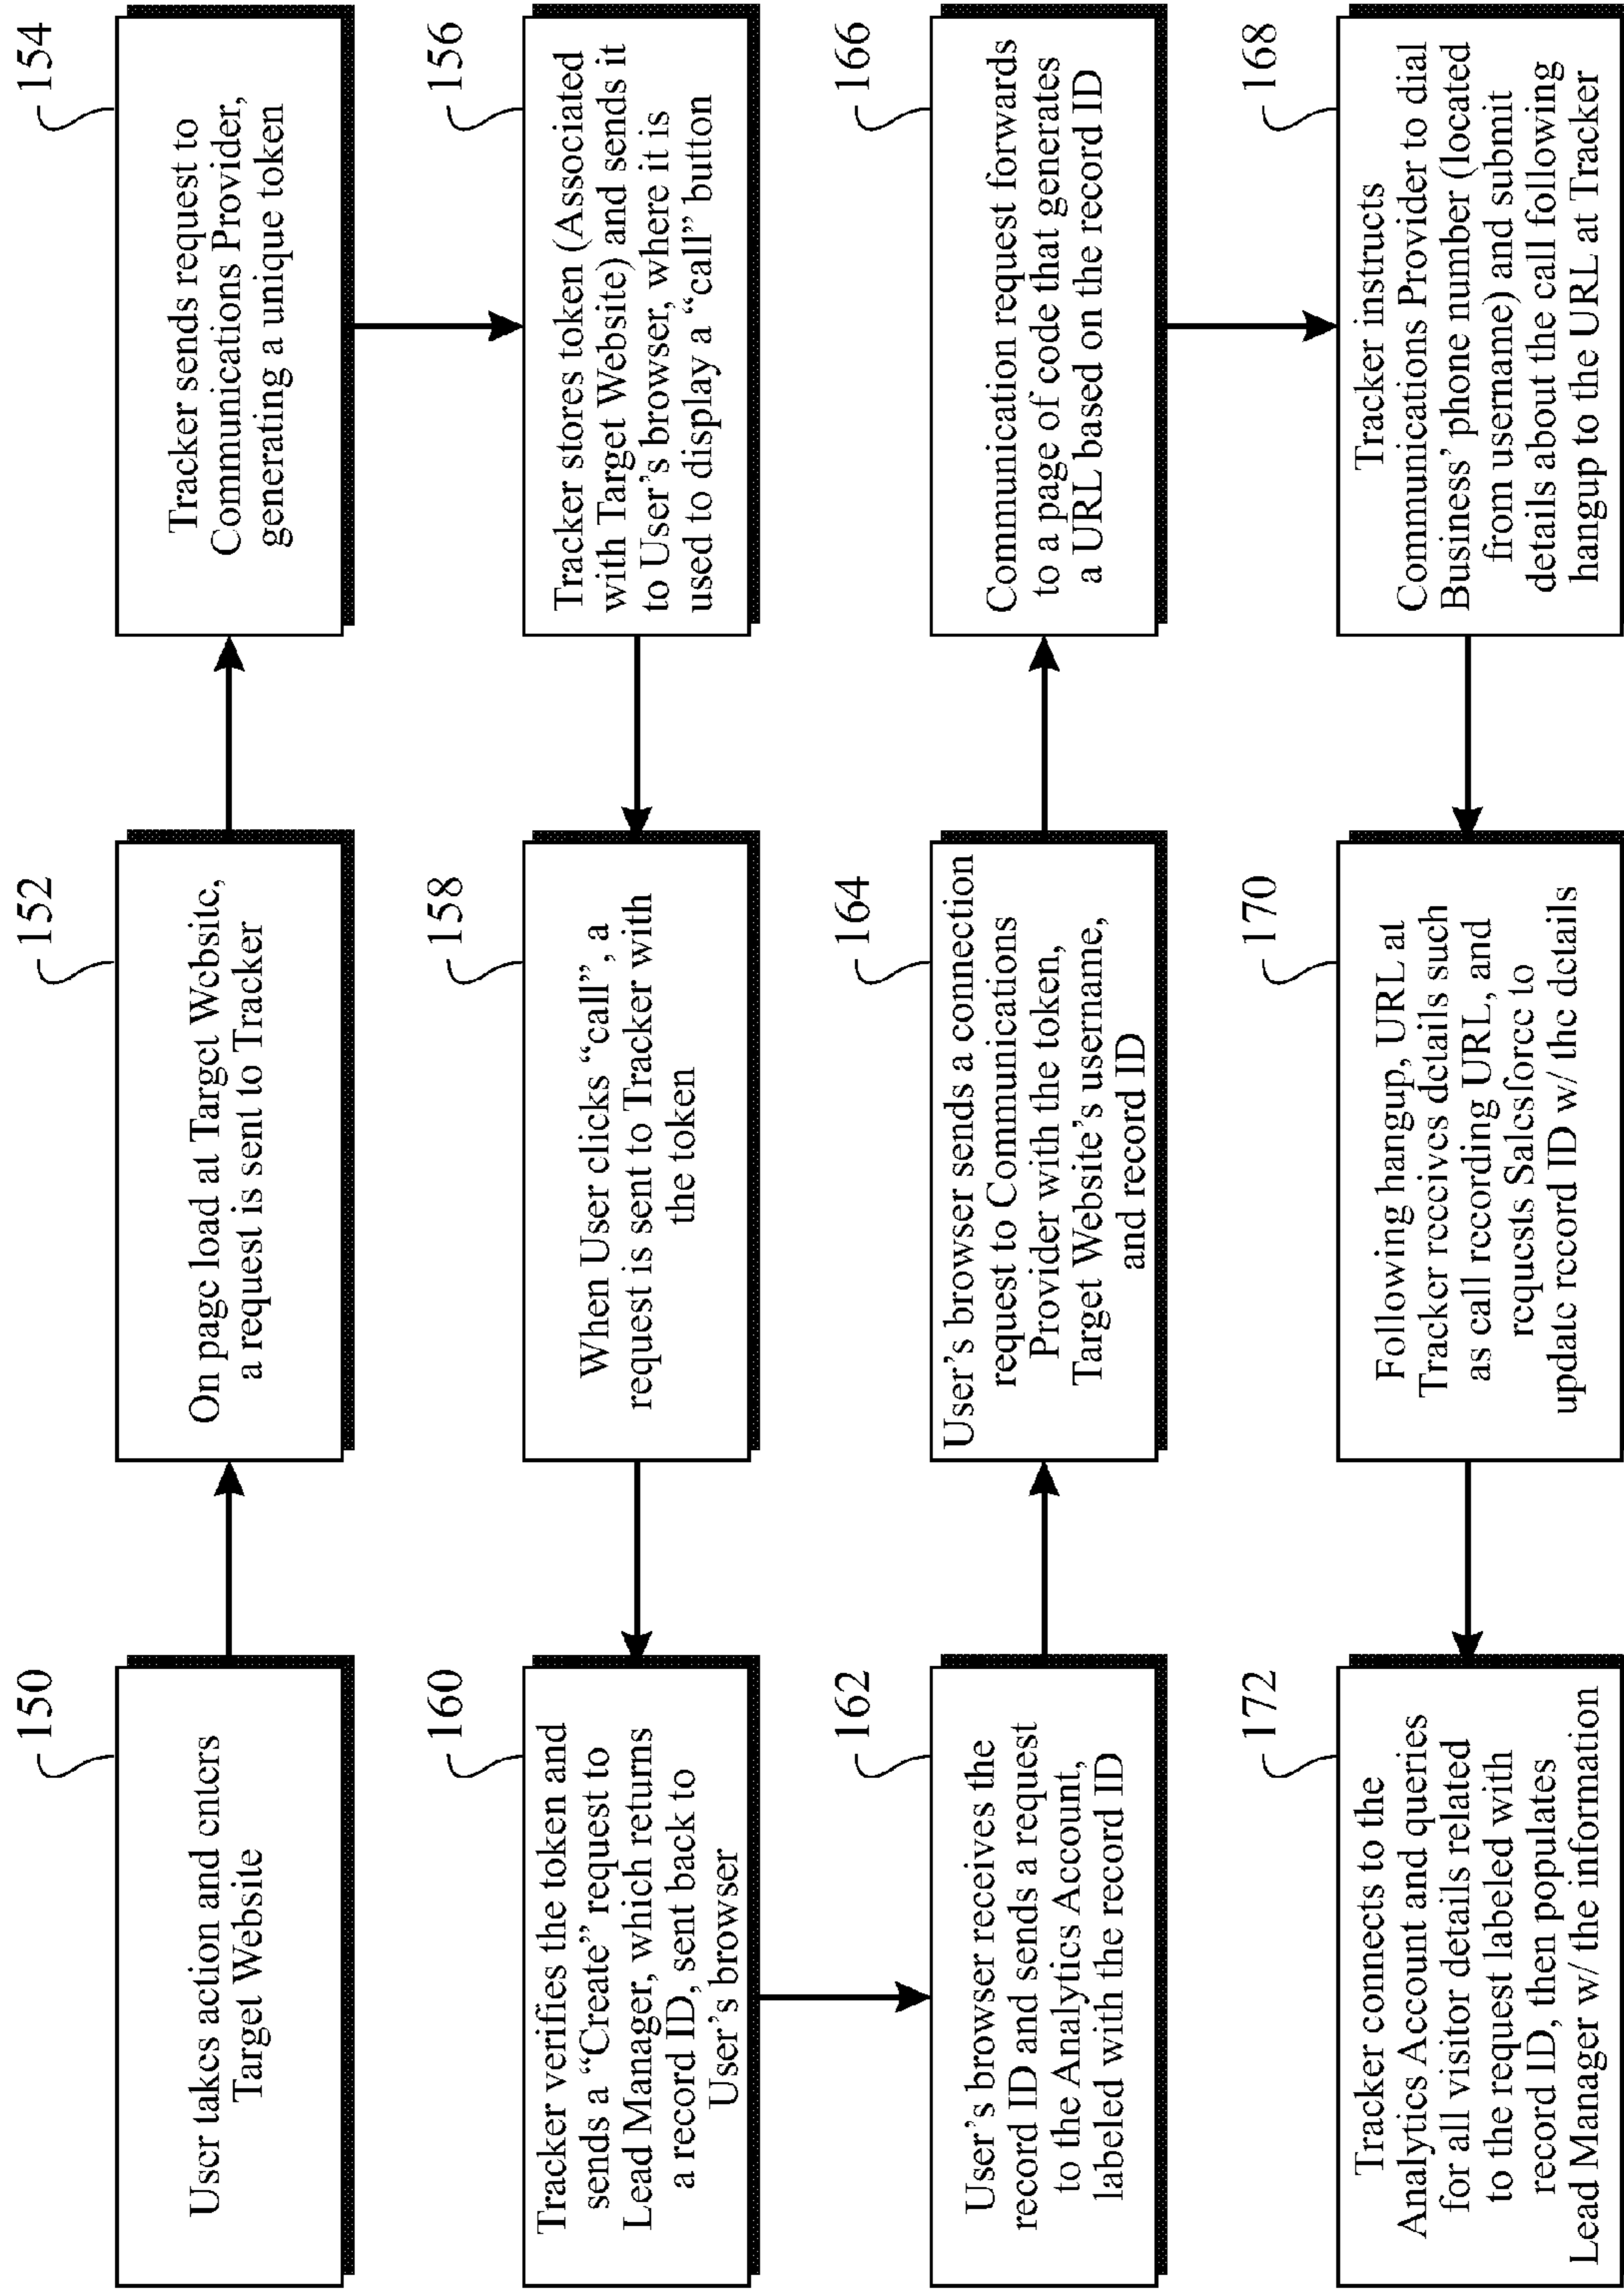 150
User takes action and enters
Target Website
152
On page load at Target Website,
a request is sent to Tracker
154
Tracker sends request to
Communications Provider,
generating a unique token
156
Tracker stores token (Associated
with Target Website) and sends it
to User's browser, where it is
used to display a “call” button
158
When User clicks “call”, a
request is sent to Tracker with
the token
160
Tracker verifies the token and
sends a “Create” request to
Lead Manager, which returns
a record ID, sent back to
User's browser
162
User's browser receives the
record ID and sends a request
to the Analytics Account,
labeled with the record ID
164
User's browser sends a connection
request to Communications
Provider with the token,
Target Website's username,
and record ID
166
Communication request forwards
to a page of code that generates
a URL based on the record ID
168
Tracker instructs
Communications Provider to dial
Business' phone number (located
from username) and submit
details about the call following
hangup to the URL at Tracker
170
Following hangup, URL at
Tracker receives details such
as call recording URL, and
requests Salesforce to
update record ID w/ the details
172
Tracker connects to the
Analytics Account and queries
for all visitor details related
to the request labeled with
record ID, then populates
Lead Manager w/ the information